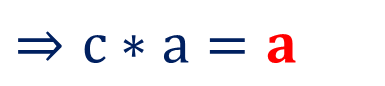 ⇒ c ∗ a = a